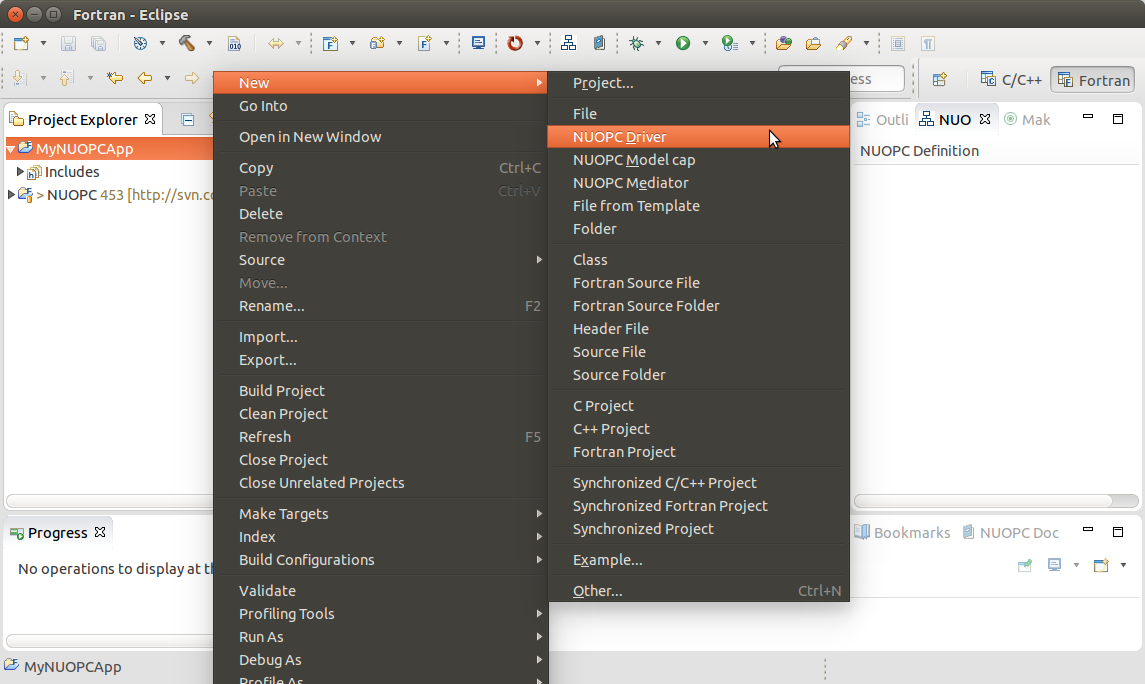 Fortran - Eclipse
ess
C/C++
Fortran
Project Explorer
MyNUOPCApp
Includes
> NUOPC 453 [http://svn.co
New
Go Into
Open in New Window
Copy Ctrl+C
Paste Ctrl+V
Delete
Remove from Context
Source
Move...
Rename... F2
Import...
Export...
Build Project
Clean Project
Refresh F5
Close Project
Close Unrelated Projects
Make Targets
Index
Build Configurations
Validate
Profiling Tools
Run As
Debug As
Profile As
Project...
File
NUOPC Driver
NUOPC Model cap
NUOPC Mediator
File from Template
Folder
Class
Fortran Source File
Fortran Source Folder
Header File
Source File
Source Folder
C Project
C++ Project
Fortran Project
Synchronized C/C++ Project
Synchronized Fortran Project
Synchronized Project
Example...
Other... Ctrl+N
Outli
NUO
Mak
NUOPC Definition
Progress
No operations to display at th
Bookmarks
NUOPC Doc
MyNUOPCApp